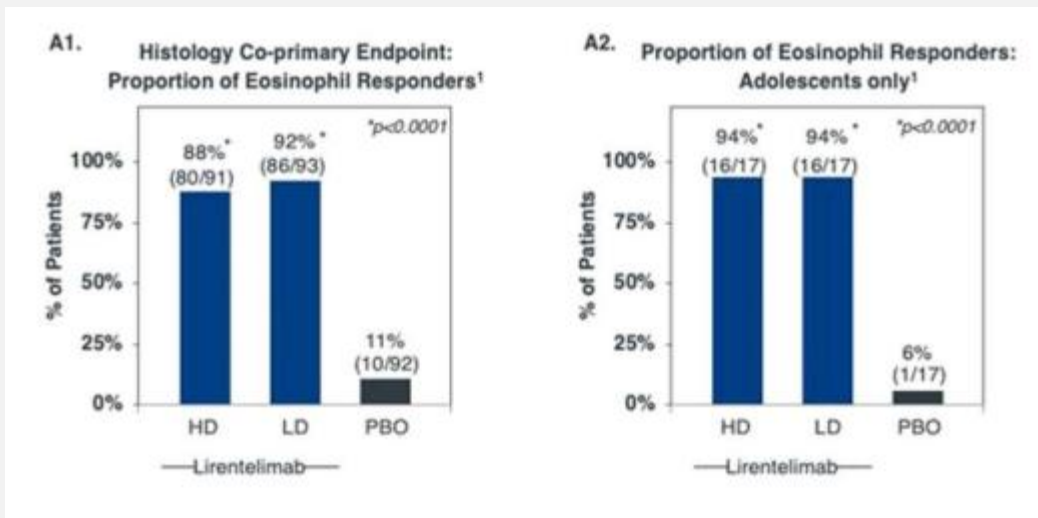 A1.
Histology Co-primary Endpoint:
Proportion of Eosinophil Responders¹
*p<0.0001
88%*
(80/91)
92% *
(86/93)
11%
(10/92)
100%
75%
50%
25%
0%
% of Patients
HD LD PBO
Lirentelimab
A2.
Proportion of Eosinophil Responders:
Adolescents only¹
*p<0.0001
94%*
(16/17)
94% *
(16/17)
6%
(1/17)
100%
75%
50%
25%
0%
% of Patients
HD LD PBO
Lirentelimab